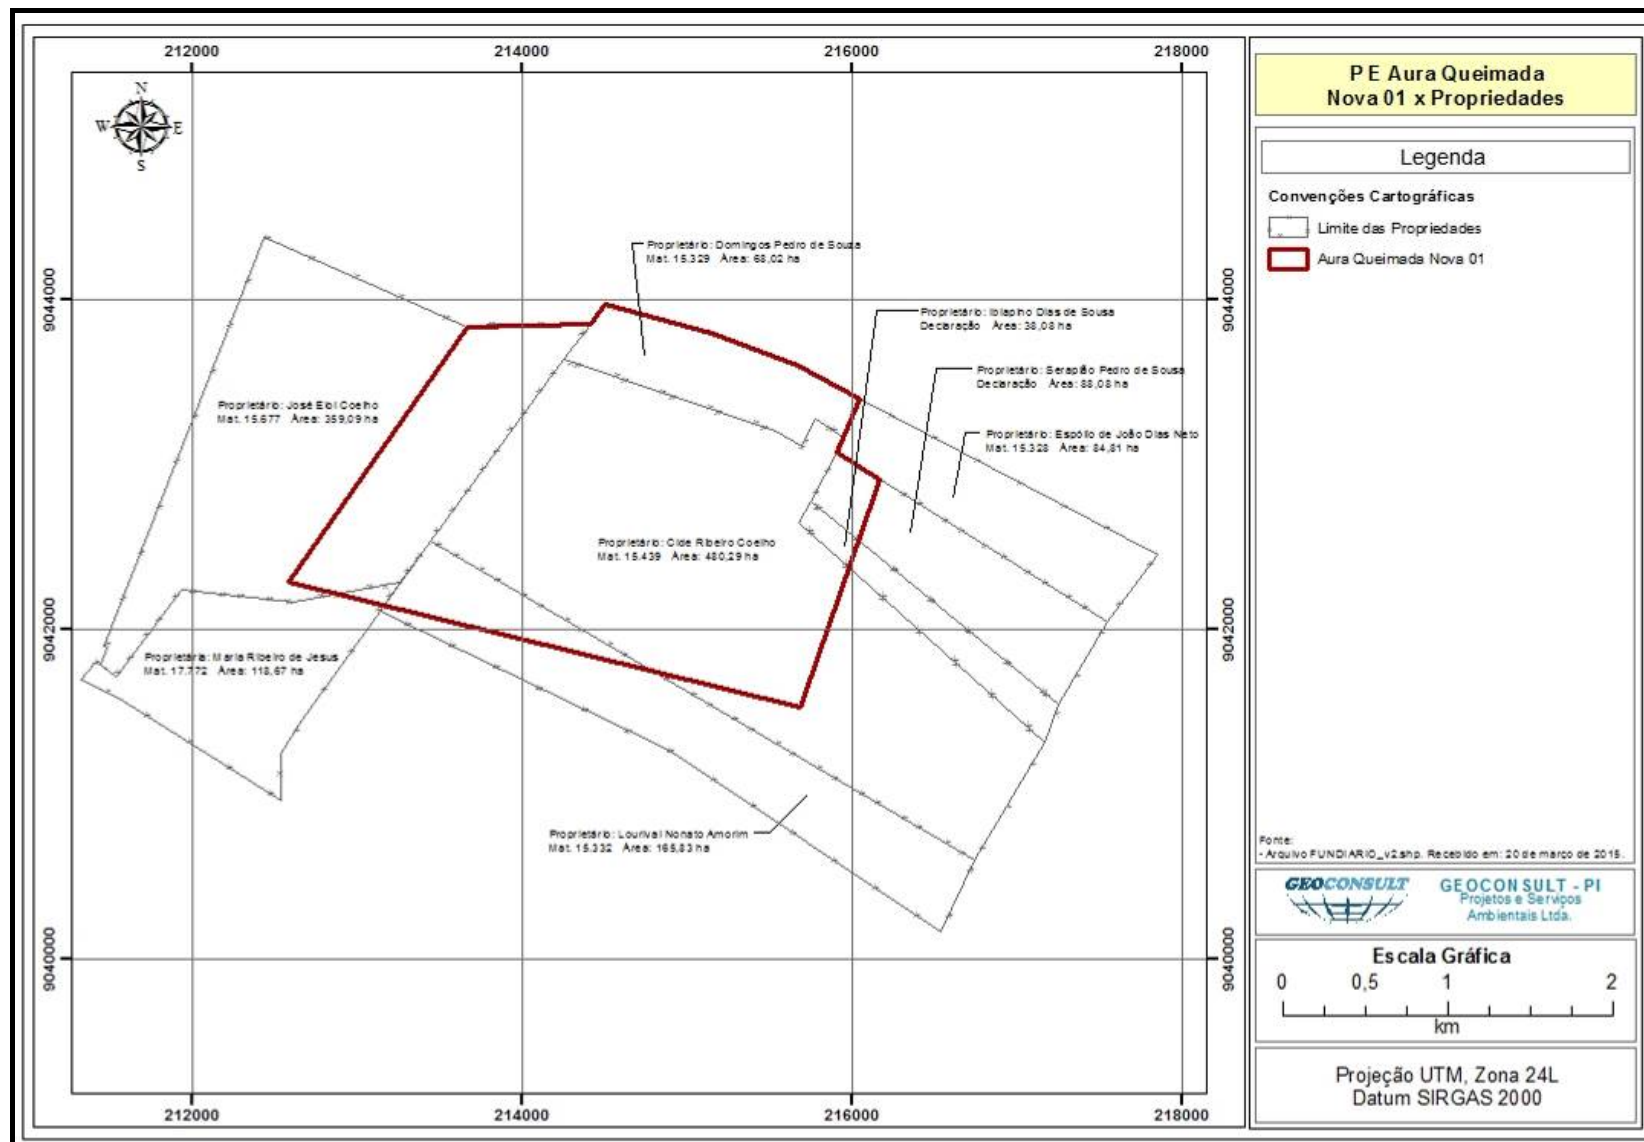 212000
214000
216000
218000
N
W
E
S
9044000
9044000
9042000
9042000
9040000
9040000
Proprietário: Domingos Pedro de Souza
Mat. 15.329 Área: 68,02 ha
Proprietário: Ibiapino Dias de Sousa
Declaração Área: 38,08 ha
Proprietário: Serapião Pedro de Sousa
Declaração Área: 88,08 ha
Proprietário: José Eloi Coelho
Mat. 15.677 Área: 359,09 ha
Proprietário: Espólio de João Dias Neto
Mat. 15.328 Área: 84,81 ha
Proprietário: Cide Ribeiro Coelho
Mat. 15.439 Área: 480,29 ha
Proprietária: Maria Ribeiro de Jesus
Mat. 17.772 Área: 118,67 ha
Proprietário: Lourival Nonato Amorim
Mat. 15.332 Área: 165,83 ha
212000
214000
216000
218000
PE Aura Queimada
Nova 01 x Propriedades
Legenda
Convenções Cartográficas
Limite das Propriedades
Aura Queimada Nova 01
Fonte:
- Arquivo FUNDIARIO_v2.shp. Recebido em: 20 de março de 2015.
GEOCONSULT
GEOCONSULT - PI
Projetos e Serviços
Ambientais Ltda.
Escala Gráfica
0 0,5 1 2
km
Projeção UTM, Zona 24L
Datum SIRGAS 2000